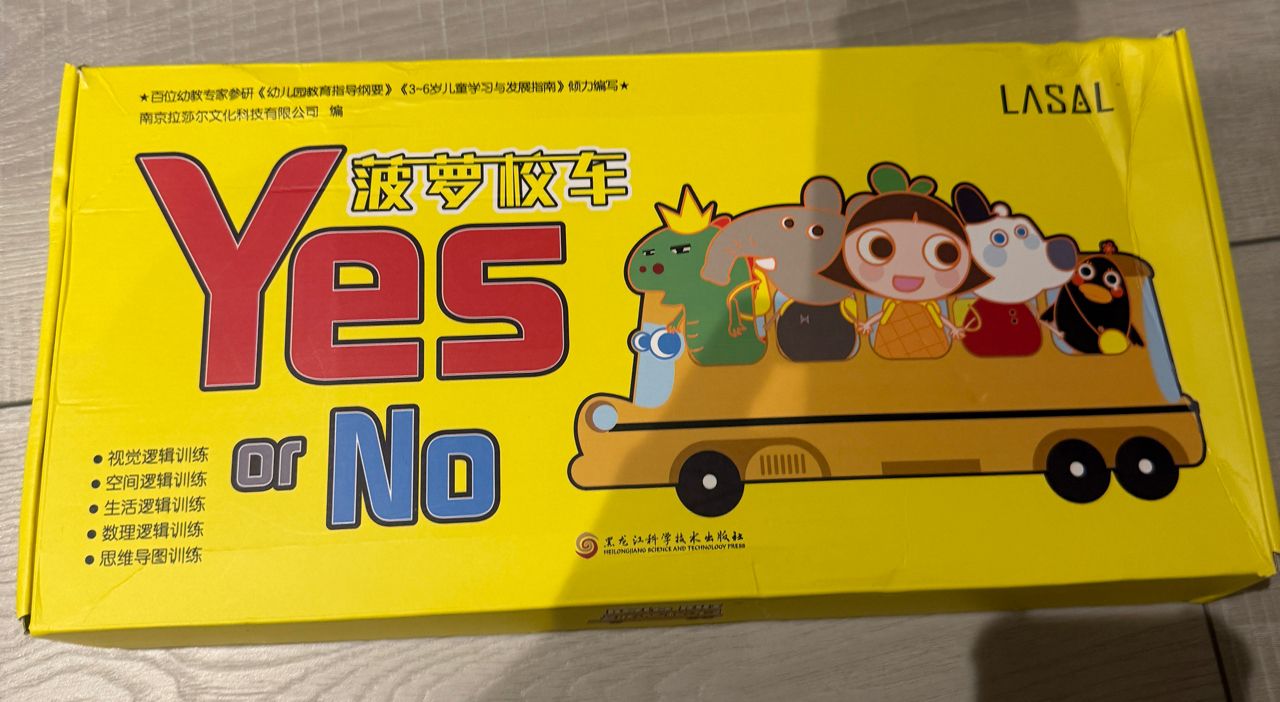 ★百位幼教专家参研《幼儿园教育指导纲要》《3~6岁儿童学习与发展指南》倾力编写★
南京拉莎尔文化科技有限公司 编
LASAL
菠萝校车
Yes
or No
● 视觉逻辑训练
● 空间逻辑训练
● 生活逻辑训练
● 数理逻辑训练
● 思维导图训练
黑龙江科学技术出版社
HEILONGJIANG SCIENCE AND TECHNOLOGY PRESS